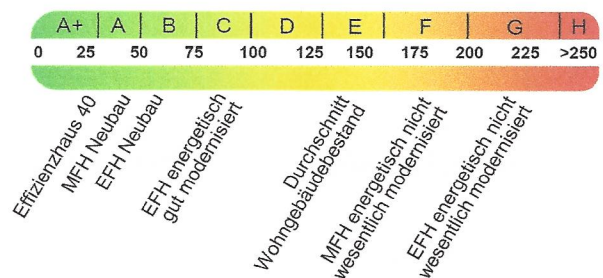 A+ A B C D E F G H
0 25 50 75 100 125 150 175 200 225 >250
Effizienzhaus 40
MFH Neubau
EFH Neubau
EFH energetisch
gut modernisiert
Durchschnitt
Wohngebäudebestand
MFH energetisch nicht
wesentlich modernisiert
EFH energetisch nicht
wesentlich modernisiert